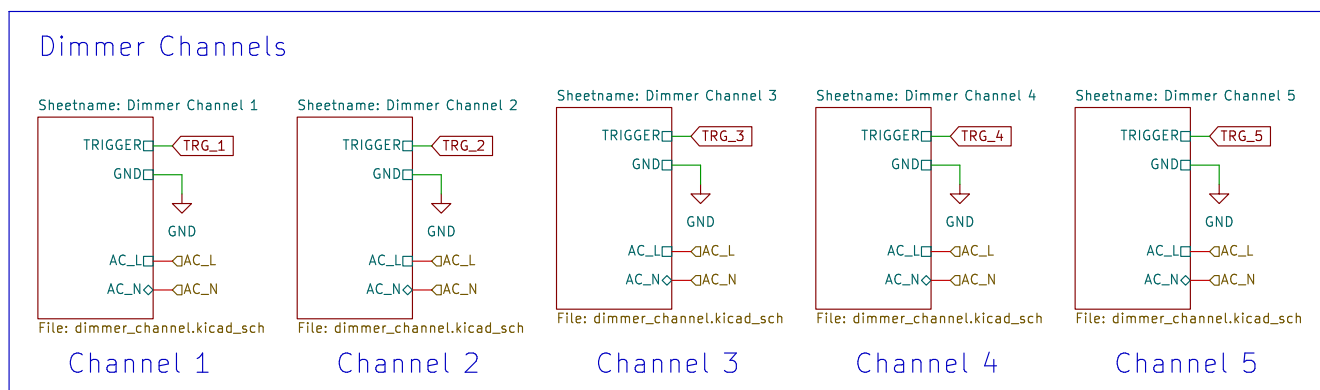 Dimmer Channels
Sheetname: Dimmer Channel 1
TRIGGER
TRG_1
GND
GND
AC_L
AC_L
AC_N
AC_N
File: dimmer_channel.kicad_sch
Channel 1
Sheetname: Dimmer Channel 2
TRIGGER
TRG_2
GND
GND
AC_L
AC_L
AC_N
AC_N
File: dimmer_channel.kicad_sch
Channel 2
Sheetname: Dimmer Channel 3
TRIGGER
TRG_3
GND
GND
AC_L
AC_L
AC_N
AC_N
File: dimmer_channel.kicad_sch
Channel 3
Sheetname: Dimmer Channel 4
TRIGGER
TRG_4
GND
GND
AC_L
AC_L
AC_N
AC_N
File: dimmer_channel.kicad_sch
Channel 4
Sheetname: Dimmer Channel 5
TRIGGER
TRG_5
GND
GND
AC_L
AC_L
AC_N
AC_N
File: dimmer_channel.kicad_sch
Channel 5